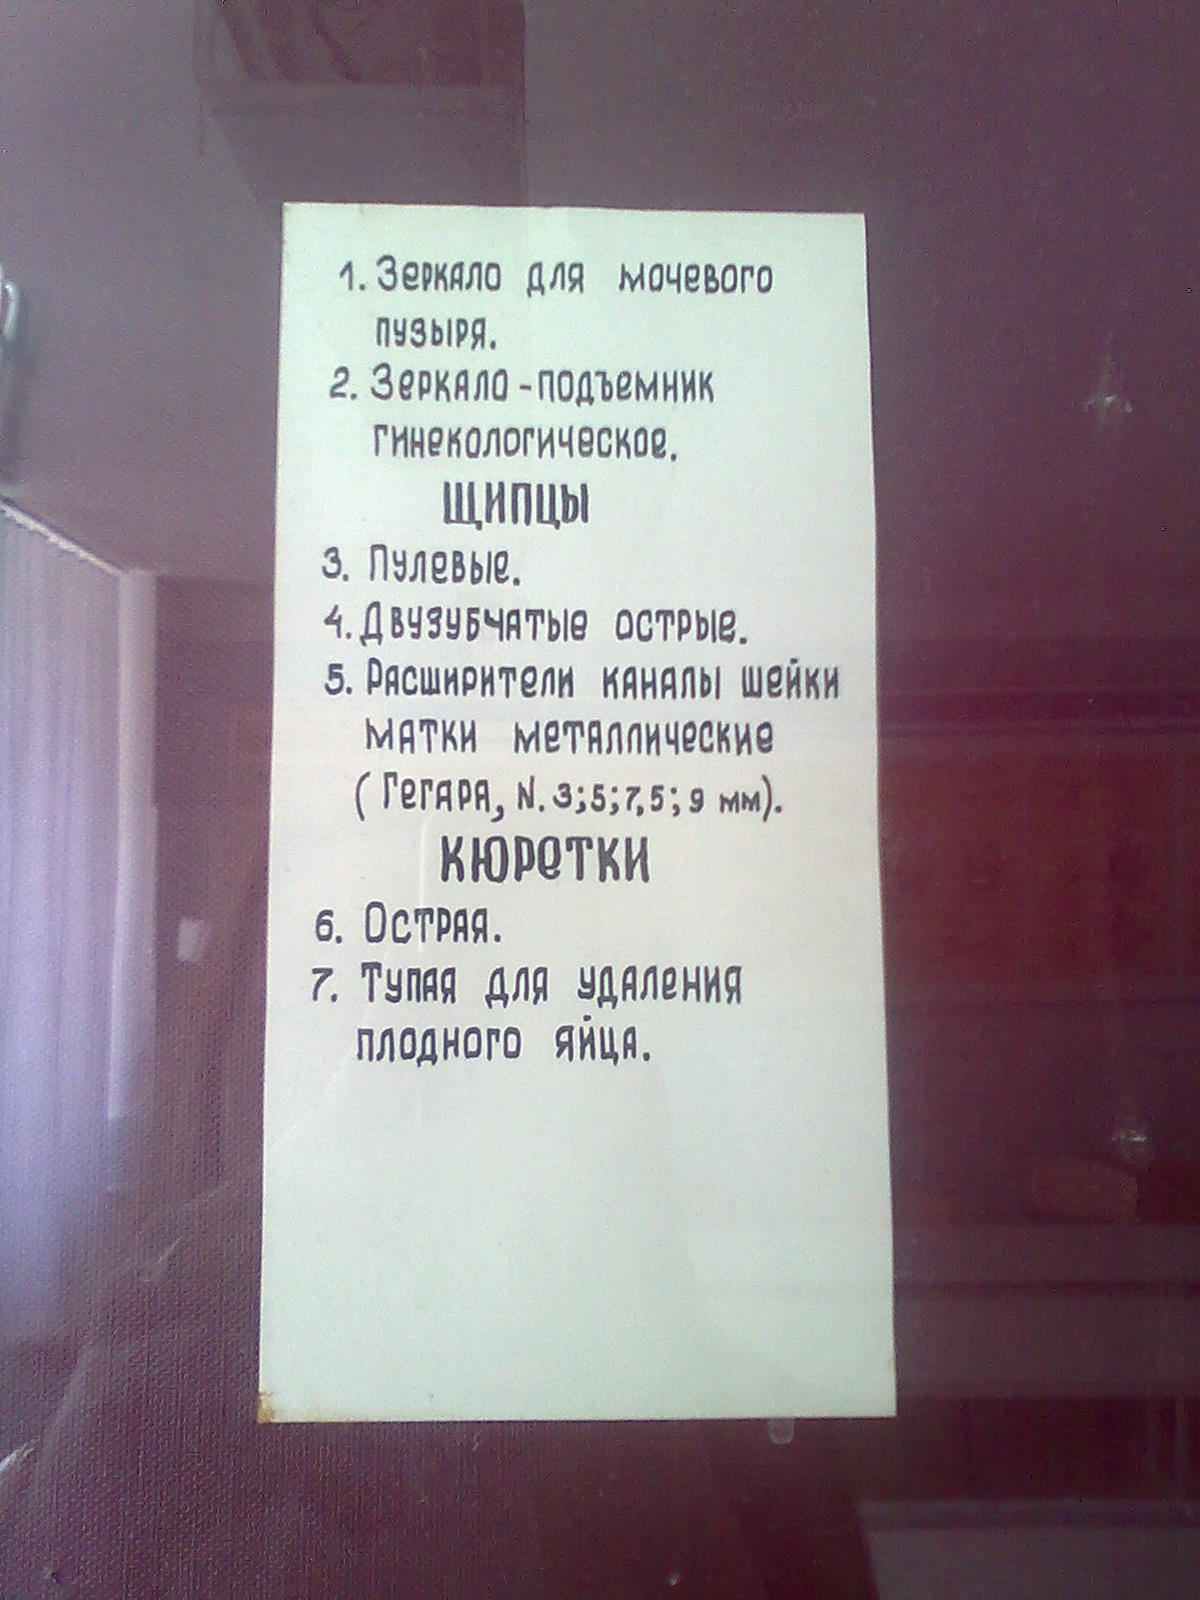 1. Зеркало для мочевого
пузыря.
2. Зеркало-подъемник
гинекологическое.
ЩИПЦЫ
3. Пулевые.
4. Двузубчатые острые.
5. Расширители каналы шейки
матки металлические
(Гегара, N. 3;5;7,5;9 мм).
КЮРЕТКИ
6. Острая.
7. Тупая для удаления
плодного яйца.